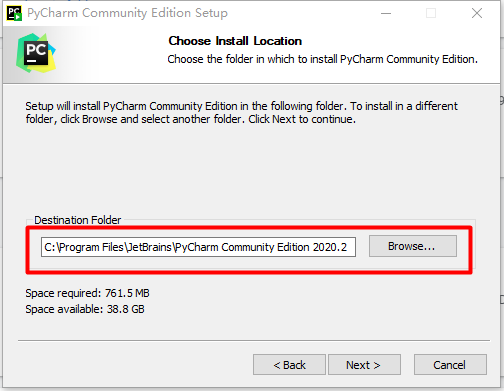 PyCharm Community Edition Setup
PC
Choose Install Location
Choose the folder in which to install PyCharm Community Edition.
PC
Setup will install PyCharm Community Edition in the following folder. To install in a different
folder, click Browse and select another folder. Click Next to continue.
Destination Folder
C:\Program Files\JetBrains\PyCharm Community Edition 2020.2
Browse...
Space required: 761.5 MB
Space available: 38.8 GB
< Back
Next >
Cancel